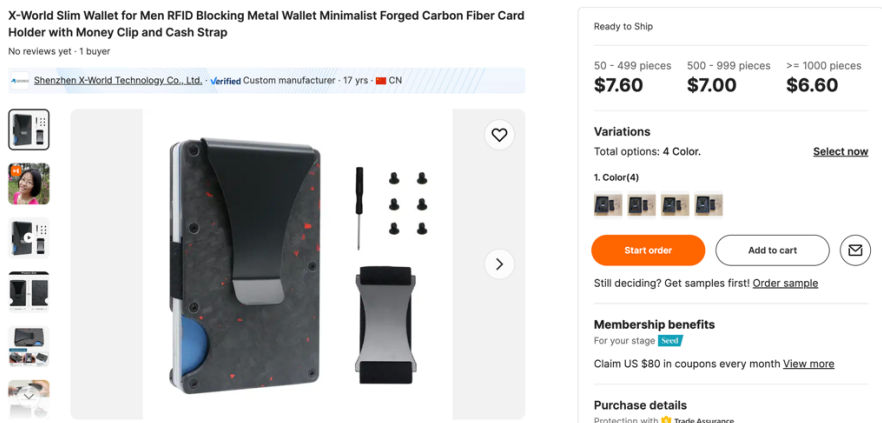 X-World Slim Wallet for Men RFID Blocking Metal Wallet Minimalist Forged Carbon Fiber Card
Holder with Money Clip and Cash Strap
No reviews yet · 1 buyer
Shenzhen X-World Technology Co., Ltd. · Verified Custom manufacturer · 17 yrs · CN
Ready to Ship
50 - 499 pieces
500 - 999 pieces
>= 1000 pieces
$7.60
$7.00
$6.60
Variations
Total options: 4 Color.
Select now
1. Color(4)
Start order
Add to cart
Still deciding? Get samples first! Order sample
Membership benefits
For your stage Seed
Claim US $80 in coupons every month View more
Purchase details
Protection with Trade Assurance